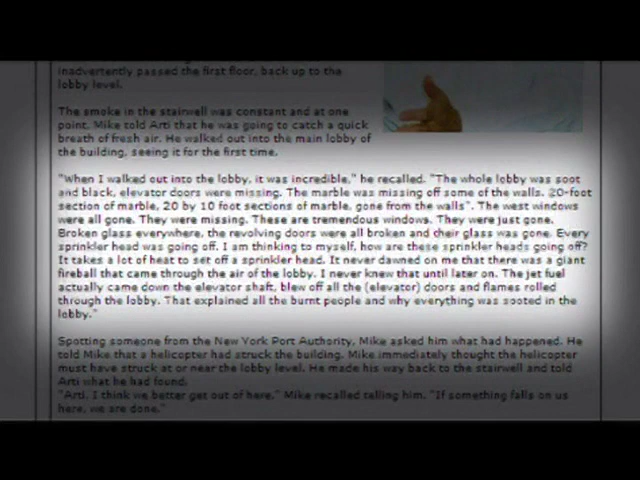 inadvertently passed the first floor, back up to the
lobby level.
The smoke in the stairwell was constant and at one
point, Mike told Arti that he was going to catch a quick
breath of fresh air. He walked out into the main lobby of
the building, seeing it for the first time.
"When I walked out into the lobby, it was incredible," he recalled. "The whole lobby was soot
and black, elevator doors were missing. The marble was missing off some of the walls. 20-foot
section of marble, 20 by 10 foot sections of marble, gone from the walls". The west windows
were all gone. They were missing. These are tremendous windows. They were just gone.
Broken glass everywhere, the revolving doors were all broken and their glass was gone. Every
sprinkler head was going off. I am thinking to myself, how are these sprinkler heads going off?
It takes a lot of heat to set off a sprinkler head. It never dawned on me that there was a giant
fireball that came through the air of the lobby. I never knew that until later on. The jet fuel
actually came down the elevator shaft, blew off all the (elevator) doors and flames rolled
through the lobby. That explained all the burnt people and why everything was sooted in the
lobby."
Spotting someone from the New York Port Authority, Mike asked him what had happened. He
told Mike that a helicopter had struck the building. Mike immediately thought the helicopter
must have struck at or near the lobby level. He made his way back to the stairwell and told
Arti what he had found.
"Arti, I think we better get out of here," Mike recalled telling him. "If something falls on us
here, we are done."